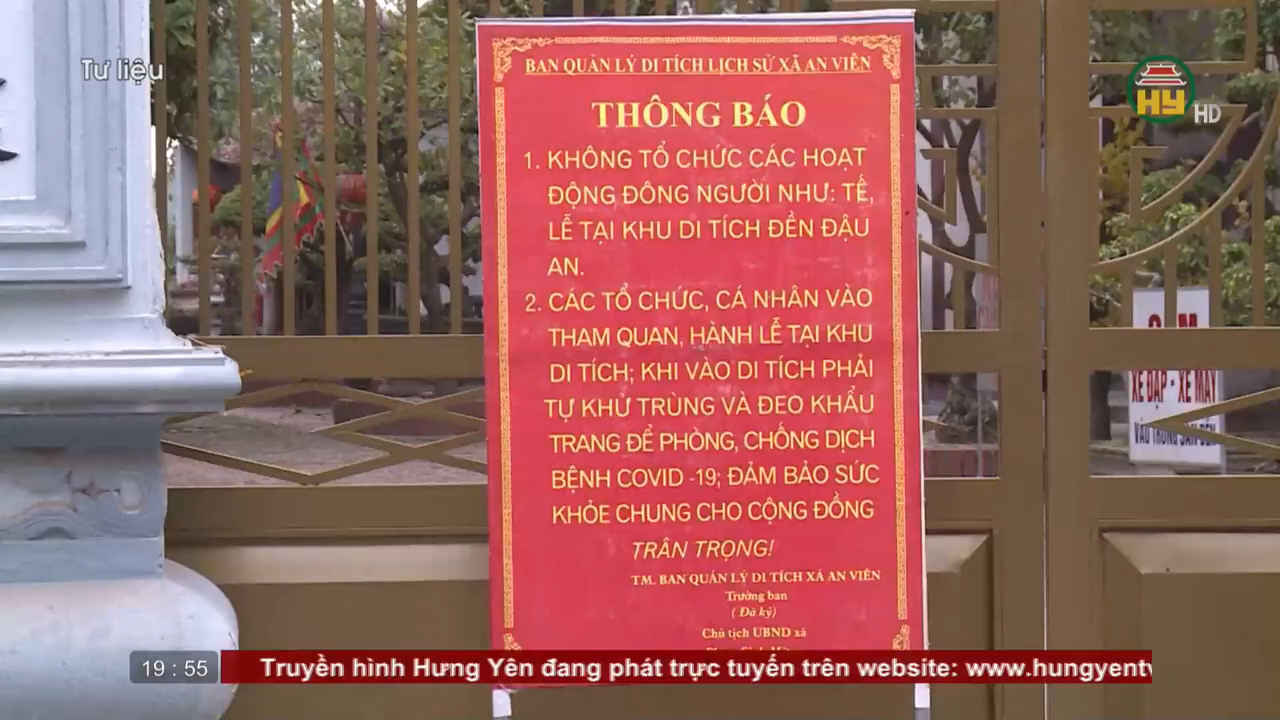 Tư liệu
HY HD
BAN QUẢN LÝ DI TÍCH LỊCH SỬ XÃ AN VIÊN
THÔNG BÁO
1. KHÔNG TỔ CHỨC CÁC HOẠT
ĐỘNG ĐÔNG NGƯỜI NHƯ: TẾ,
LỄ TẠI KHU DI TÍCH ĐỀN ĐẬU
AN.
2. CÁC TỔ CHỨC, CÁ NHÂN VÀO
THAM QUAN, HÀNH LỄ TẠI KHU
DI TÍCH; KHI VÀO DI TÍCH PHẢI
TỰ KHỬ TRÙNG VÀ ĐEO KHẨU
TRANG ĐỂ PHÒNG, CHỐNG DỊCH
BỆNH COVID -19; ĐẢM BẢO SỨC
KHỎE CHUNG CHO CỘNG ĐỒNG
TRÂN TRỌNG!
TM. BAN QUẢN LÝ DI TÍCH XÃ AN VIÊN
Trưởng ban
( Đã ký)
Chủ tịch UBND xã
XE ĐẠP - XE MÁY
19 : 55
Truyền hình Hưng Yên đang phát trực tuyến trên website: www.hungyentv